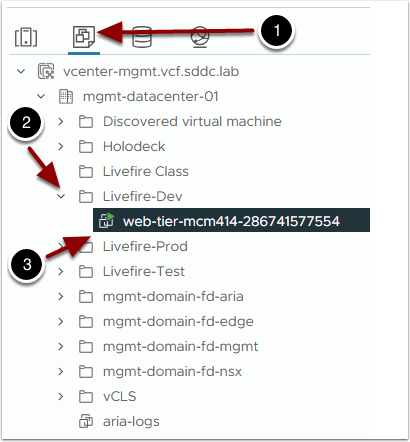 1
vcenter-mgmt.vcf.sddc.lab
mgmt-datacenter-01
2
Discovered virtual machine
Holodeck
Livefire Class
Livefire-Dev
web-tier-mcm414-286741577554
3
Livefire-Prod
Livefire-Test
mgmt-domain-fd-aria
mgmt-domain-fd-edge
mgmt-domain-fd-mgmt
mgmt-domain-fd-nsx
vCLS
aria-logs